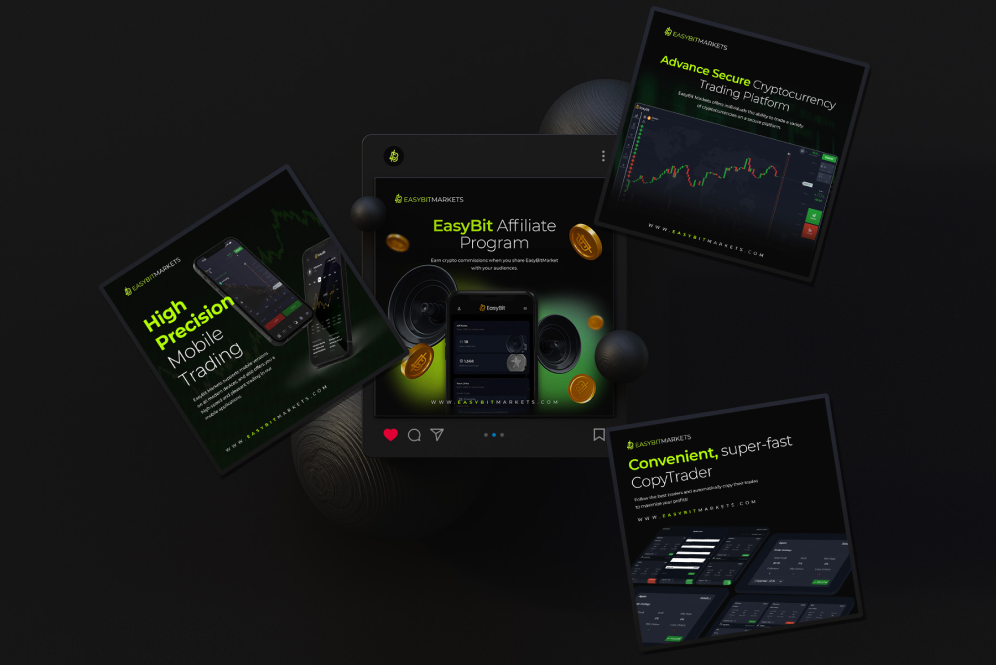 EASYBITMARKETS
High
Precision
Mobile
Trading
EasyBit Markets supports mobile versions
on all modern devices, and also offers you a
high-speed and pleasant trading in our
mobile applications.
WWW.EASYBITMARKETS.COM
EASYBITMARKETS
EasyBit Affiliate
Program
Earn crypto commissions when you share EasyBitMarket
with your audiences.
EasyBit
WWW.EASYBITMARKETS.COM
EASYBITMARKETS
Advance Secure Cryptocurrency
Trading Platform
EasyBit Markets offers individuals the ability to trade a variety
of cryptocurrencies on a secure platform.
WWW.EASYBITMARKETS.COM
EASYBITMARKETS
Convenient, super-fast
CopyTrader
Follow the best traders and automatically copy their trades
to maximize your profits!
WWW.EASYBITMARKETS.COM